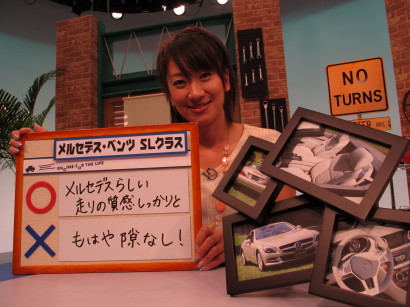 メルセデス・ベンツ SLクラス
メルセデスらしい
走りの質感しっかりと
もはや隙なし!
NO
TURNS